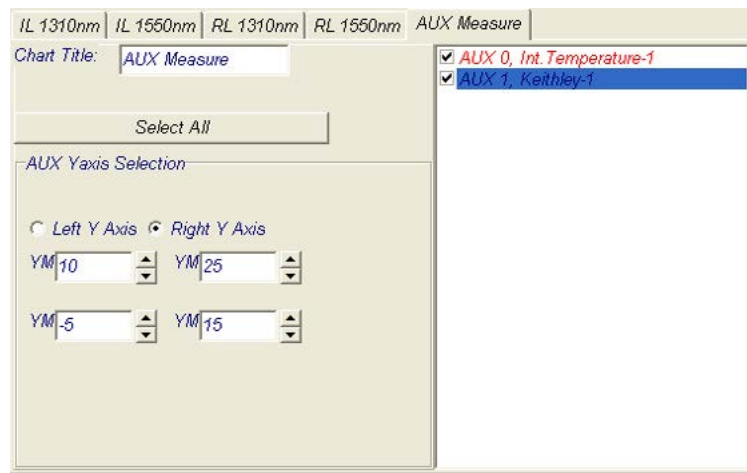 IL 1310nm IL 1550nm RL 1310nm RL 1550nm AUX Measure
Chart Title: AUX Measure
Select All
AUX Yaxis Selection
Left Y Axis Right Y Axis
YM 10 YM 25
YM -5 YM 15
AUX 0, Int.Temperature-1
AUX 1, Keithley-1